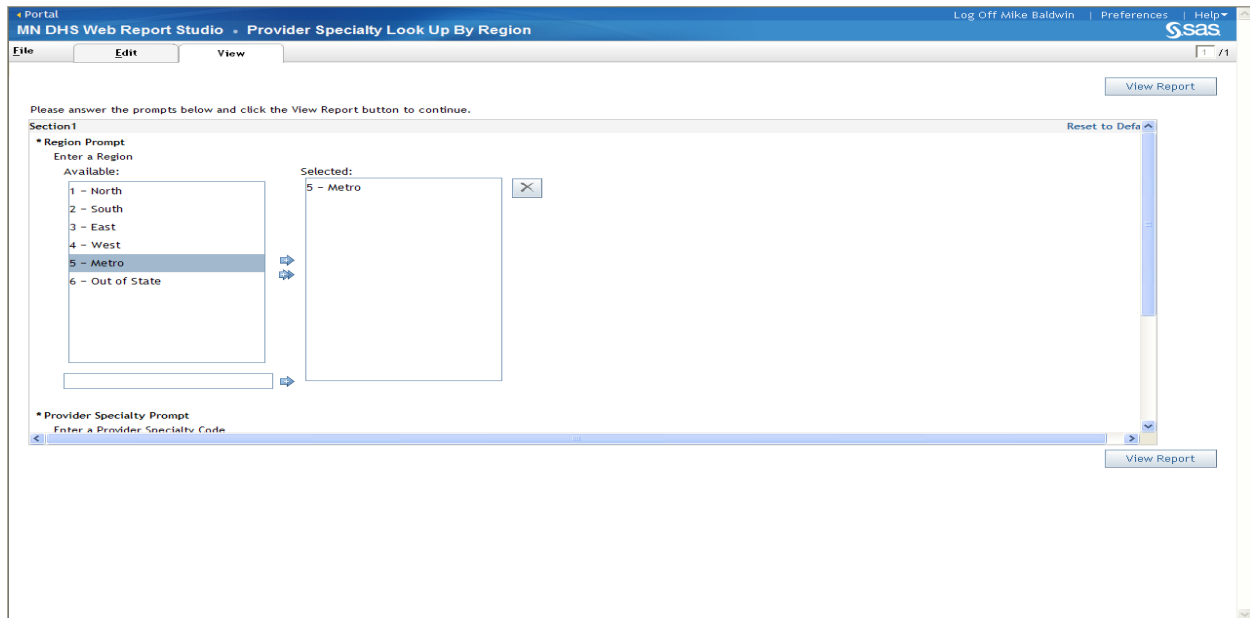 Portal
Log Off Mike Baldwin | Preferences | Help
MN DHS Web Report Studio • Provider Specialty Look Up By Region
sas
File
Edit
View
1 /1
View Report
Please answer the prompts below and click the View Report button to continue.
Section1
Reset to Defa
* Region Prompt
Enter a Region
Available:
Selected:
1 - North
5 - Metro
2 - South
3 - East
4 - West
5 - Metro
6 - Out of State
* Provider Specialty Prompt
Enter a Provider Specialty Code
View Report